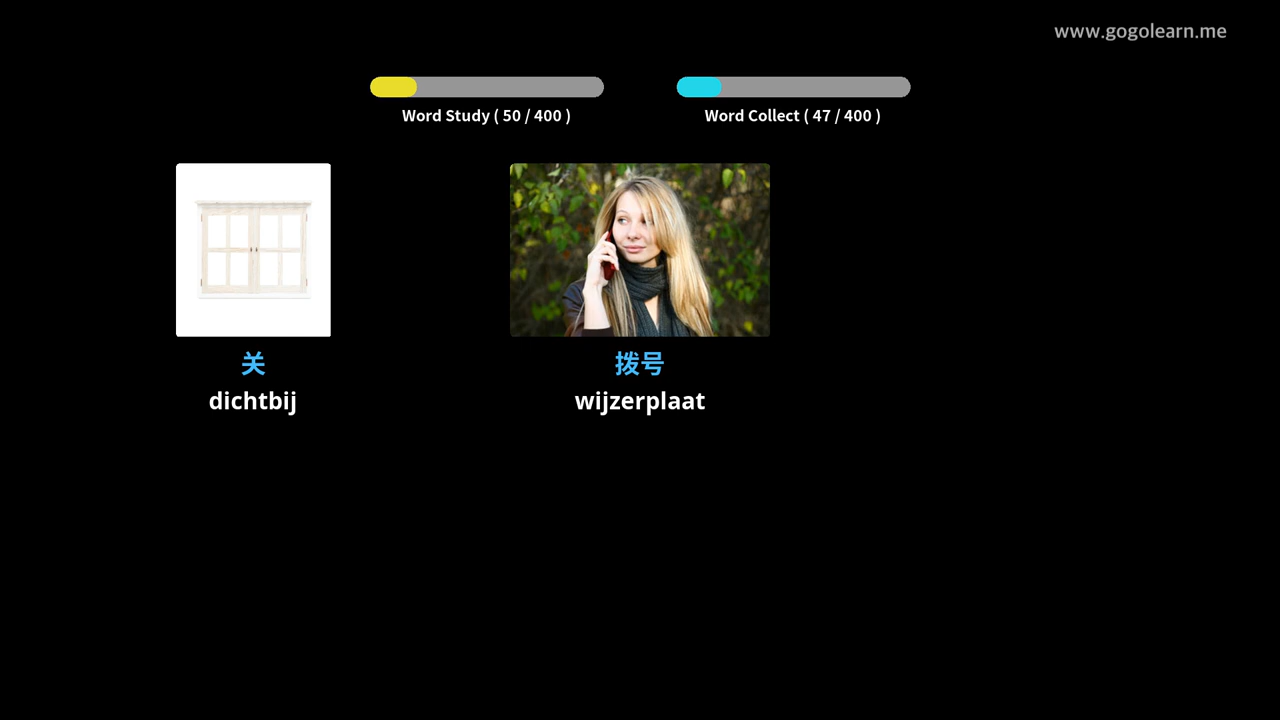 www.gogolearn.me
Word Study ( 50 / 400 )
Word Collect ( 47 / 400 )
关
拨号
dichtbij
wijzerplaat